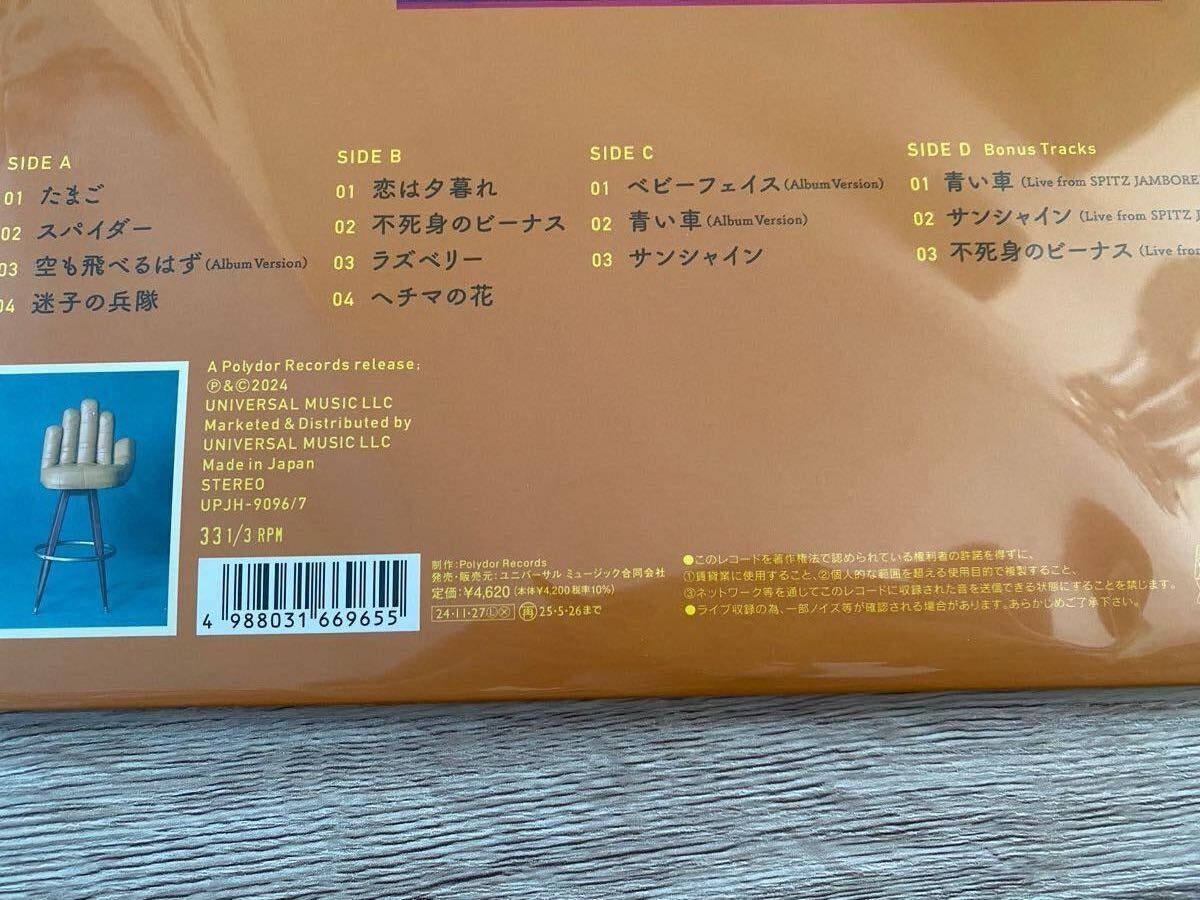 SIDE A
01 たまご
02 スパイダー
03 空も飛べるはず (Album Version)
04 迷子の兵隊
SIDE B
01 恋は夕暮れ
02 不死身のビーナス
03 ラズベリー
04 ヘチマの花
SIDE C
01 ベビーフェイス (Album Version)
02 青い車 (Album Version)
03 サンシャイン
SIDE D Bonus Tracks
01 青い車 (Live from SPITZ JAMBOREE
02 サンシャイン (Live from SPITZ J
03 不死身のビーナス (Live from
A Polydor Records release;
Ⓟ&©2024
UNIVERSAL MUSIC LLC
Marketed & Distributed by
UNIVERSAL MUSIC LLC
Made in Japan
STEREO
UPJH-9096/7
33 1/3 RPM
4 988031 669655
制作:Polydor Records
発売・販売元:ユニバーサル ミュージック合同会社
定価:¥4,620 (本体¥4,200 税率10%)
24・11・27Ⓛ㋨ ㋐25・5・26まで
●このレコードを著作権法で認められている権利者の許諾を得ずに、
①賃貸業に使用すること、②個人的な範囲を超える使用目的で複製すること、
③ネットワーク等を通じてこのレコードに収録された音を送信できる状態にすることを禁じます。
●ライブ収録の為、一部ノイズ等が確認される場合があります。あらかじめご了承下さい。